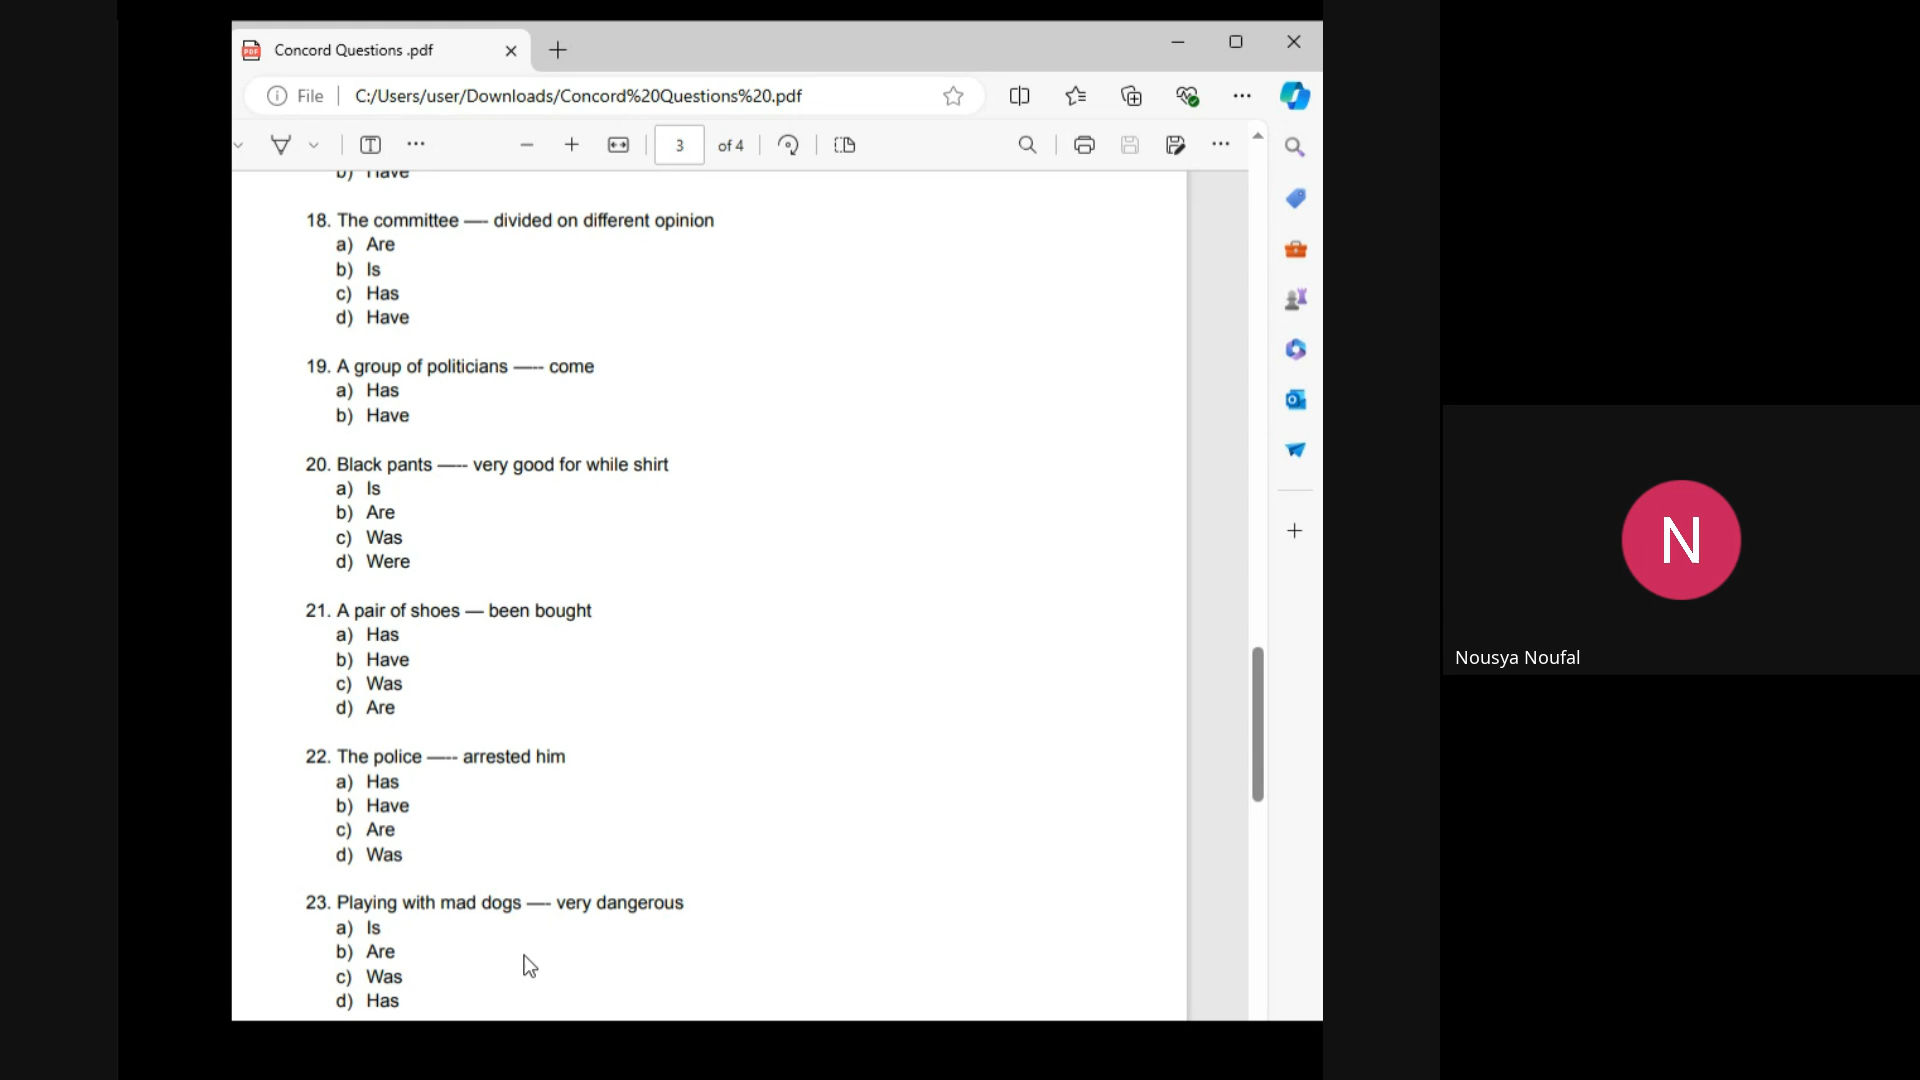 Concord Questions .pdf
File
C:/Users/user/Downloads/Concord%20Questions%20.pdf
3 of 4
b) Have
18. The committee —- divided on different opinion
a) Are
b) Is
c) Has
d) Have
19. A group of politicians —-- come
a) Has
b) Have
20. Black pants —-- very good for while shirt
a) Is
b) Are
c) Was
d) Were
21. A pair of shoes — been bought
a) Has
b) Have
c) Was
d) Are
22. The police —-- arrested him
a) Has
b) Have
c) Are
d) Was
23. Playing with mad dogs —- very dangerous
a) Is
b) Are
c) Was
d) Has
N
Nousya Noufal